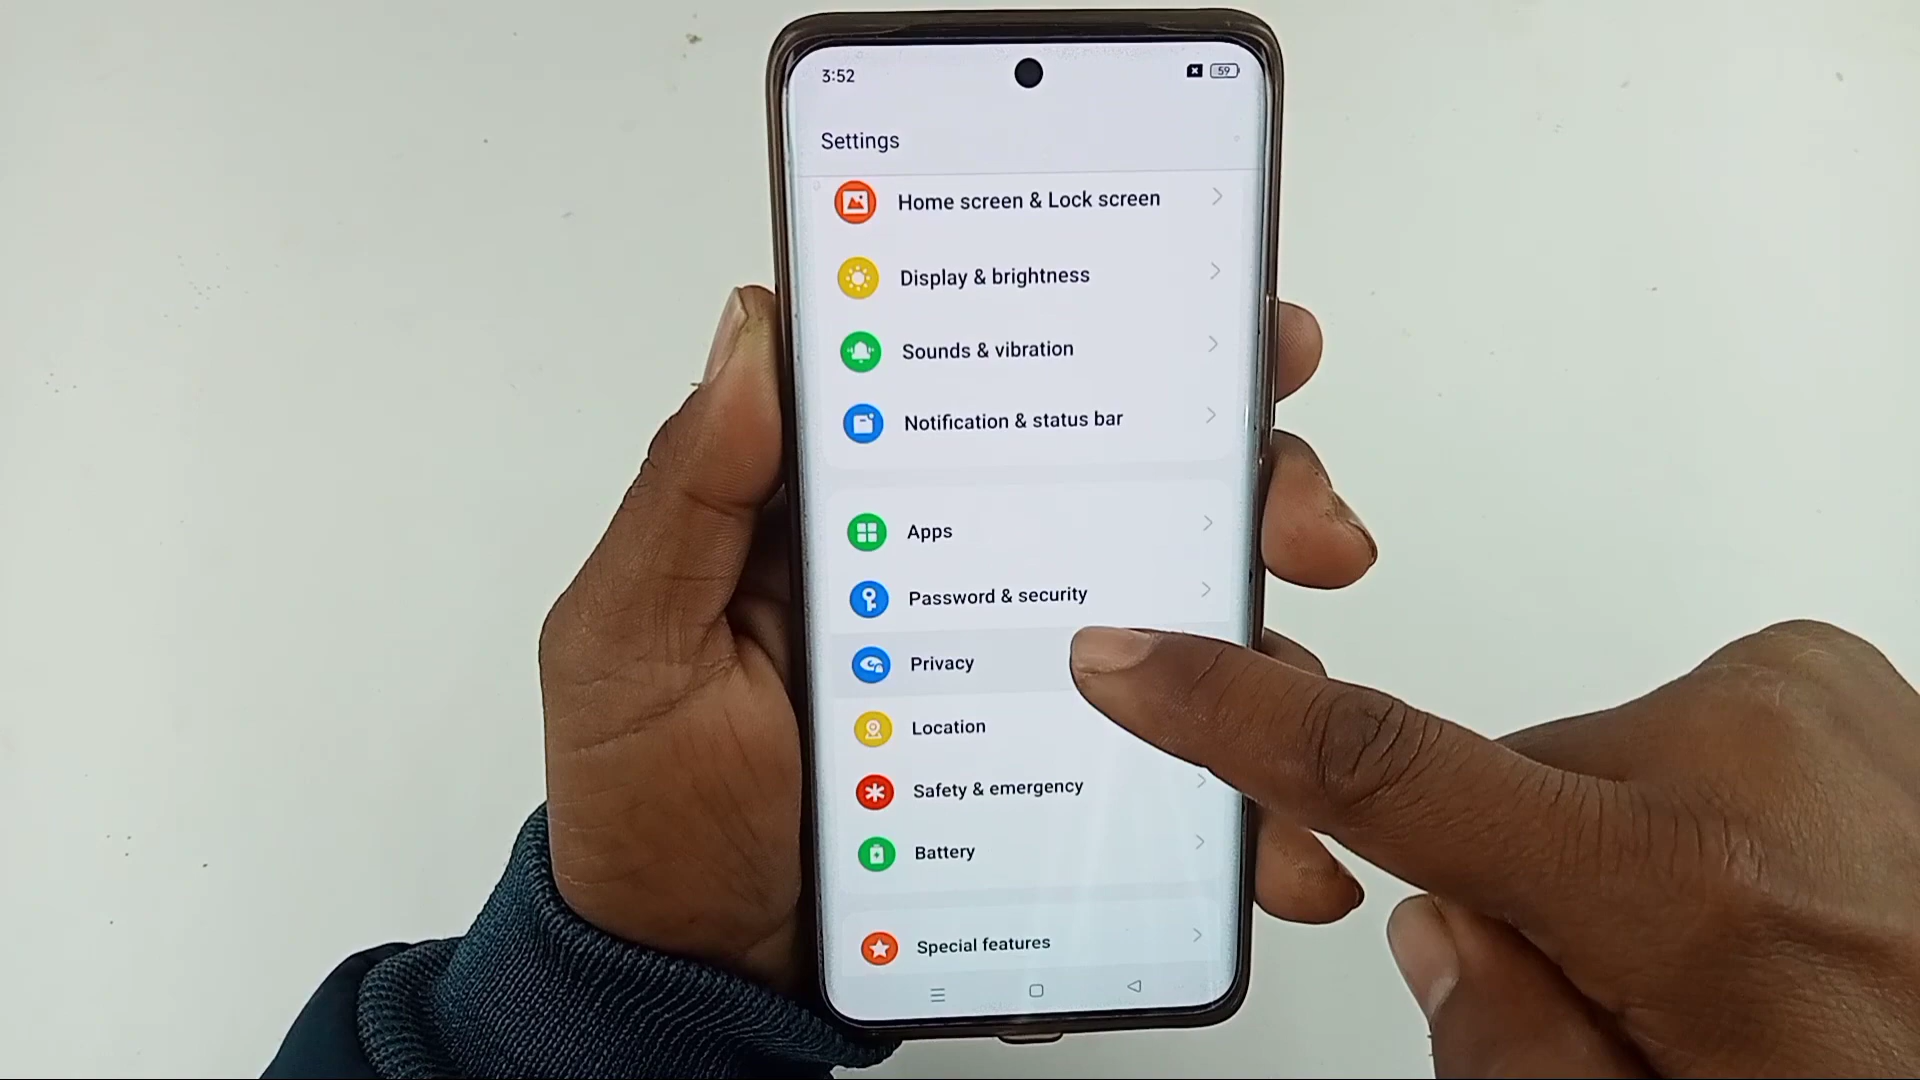 3:52
59
Settings
Home screen & Lock screen
Display & brightness
Sounds & vibration
Notification & status bar
Apps
Password & security
Privacy
Location
Safety & emergency
Battery
Special features